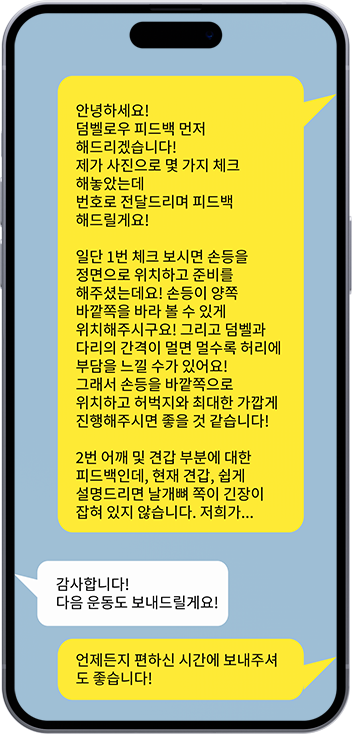 안녕하세요!
덤벨로우 피드백 먼저
해드리겠습니다!
제가 사진으로 몇 가지 체크
해놓았는데
번호로 전달드리며 피드백
해드릴게요!
일단 1번 체크 보시면 손등을
정면으로 위치하고 준비를
해주셨는데요! 손등이 양쪽
바깥쪽을 바라 볼 수 있게
위치해주시구요! 그리고 덤벨과
다리의 간격이 멀면 멀수록 허리에
부담을 느낄 수가 있어요!
그래서 손등을 바깥쪽으로
위치하고 허벅지와 최대한 가깝게
진행해주시면 좋을 것 같습니다!
2번 어깨 및 견갑 부분에 대한
피드백인데, 현재 견갑, 쉽게
설명드리면 날개뼈 쪽이 긴장이
잡혀 있지 않습니다. 저희가...
감사합니다!
다음 운동도 보내드릴게요!
언제든지 편하신 시간에 보내주셔
도 좋습니다!